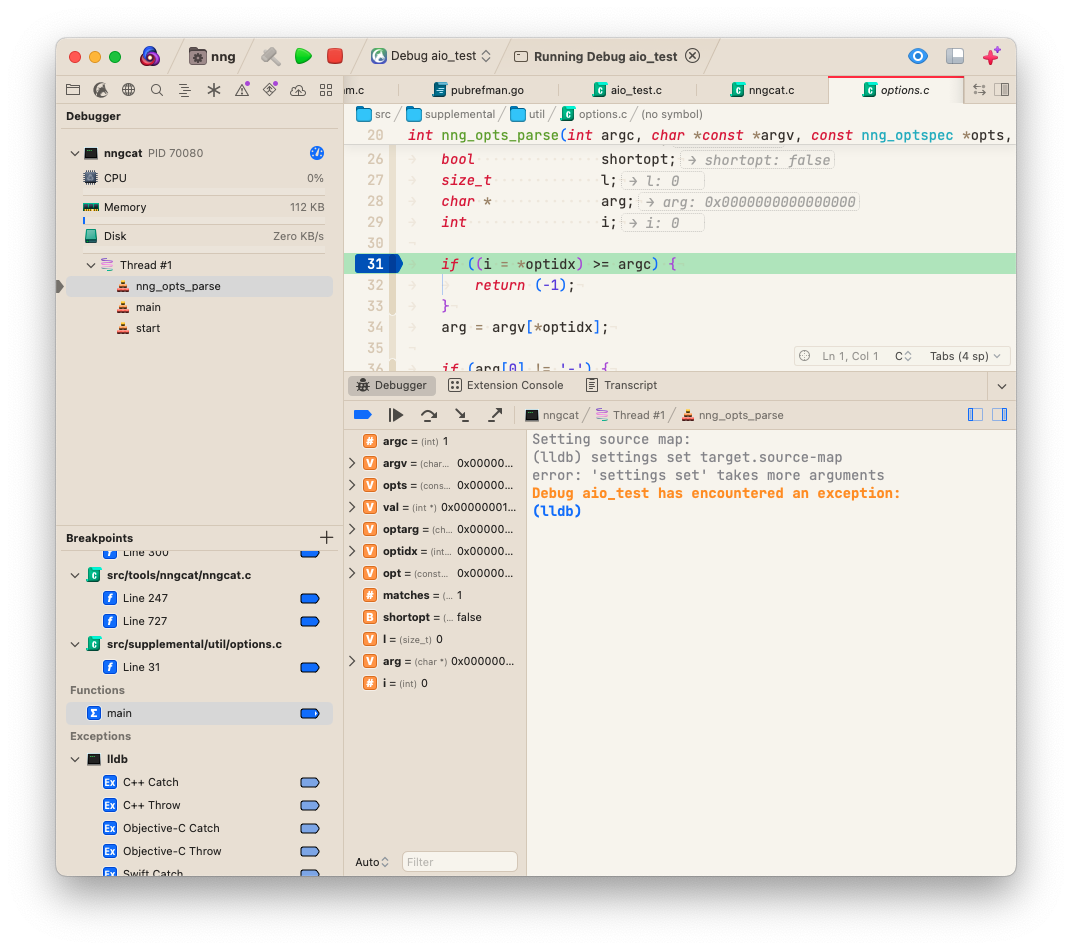 nng
Debug aio_test
Running Debug aio_test
Debugger
nngcat PID 70080
CPU 0%
Memory 112 KB
Disk Zero KB/s
Thread #1
nng_opts_parse
main
start
Breakpoints
Line 300
src/tools/nngcat/nngcat.c
Line 247
Line 727
src/supplemental/util/options.c
Line 31
Functions
main
Exceptions
lldb
Ex C++ Catch
Ex C++ Throw
Ex Objective-C Catch
Ex Objective-C Throw
Ex Swift Catch
m.c
pubrefman.go
aio_test.c
nngcat.c
options.c
src supplemental util options.c (no symbol)
20 int nng_opts_parse(int argc, char *const *argv, const nng_optspec *opts,
26 bool shortopt; → shortopt: false
27 size_t l; → l: 0
28 char * arg; → arg: 0x0000000000000000
29 int i; → i: 0
30
31 if ((i = *optidx) >= argc) {
32 return (-1);
33 }
34 arg = argv[*optidx];
35
36 if (arg[0] != '-') {
Ln 1, Col 1 C Tabs (4 sp)
Debugger Extension Console Transcript
nngcat Thread #1 nng_opts_parse
# argc = (int) 1
V argv = (char... 0x00000...
V opts = (cons... 0x00000...
V val = (int *) 0x00000001...
V optarg = (ch... 0x00000...
V optidx = (int... 0x00000...
V opt = (const... 0x00000...
# matches = (... 1
B shortopt = (... false
V l = (size_t) 0
V arg = (char *) 0x000000...
# i = (int) 0
Auto Filter
Setting source map:
(lldb) settings set target.source-map
error: 'settings set' takes more arguments
Debug aio_test has encountered an exception:
(lldb)